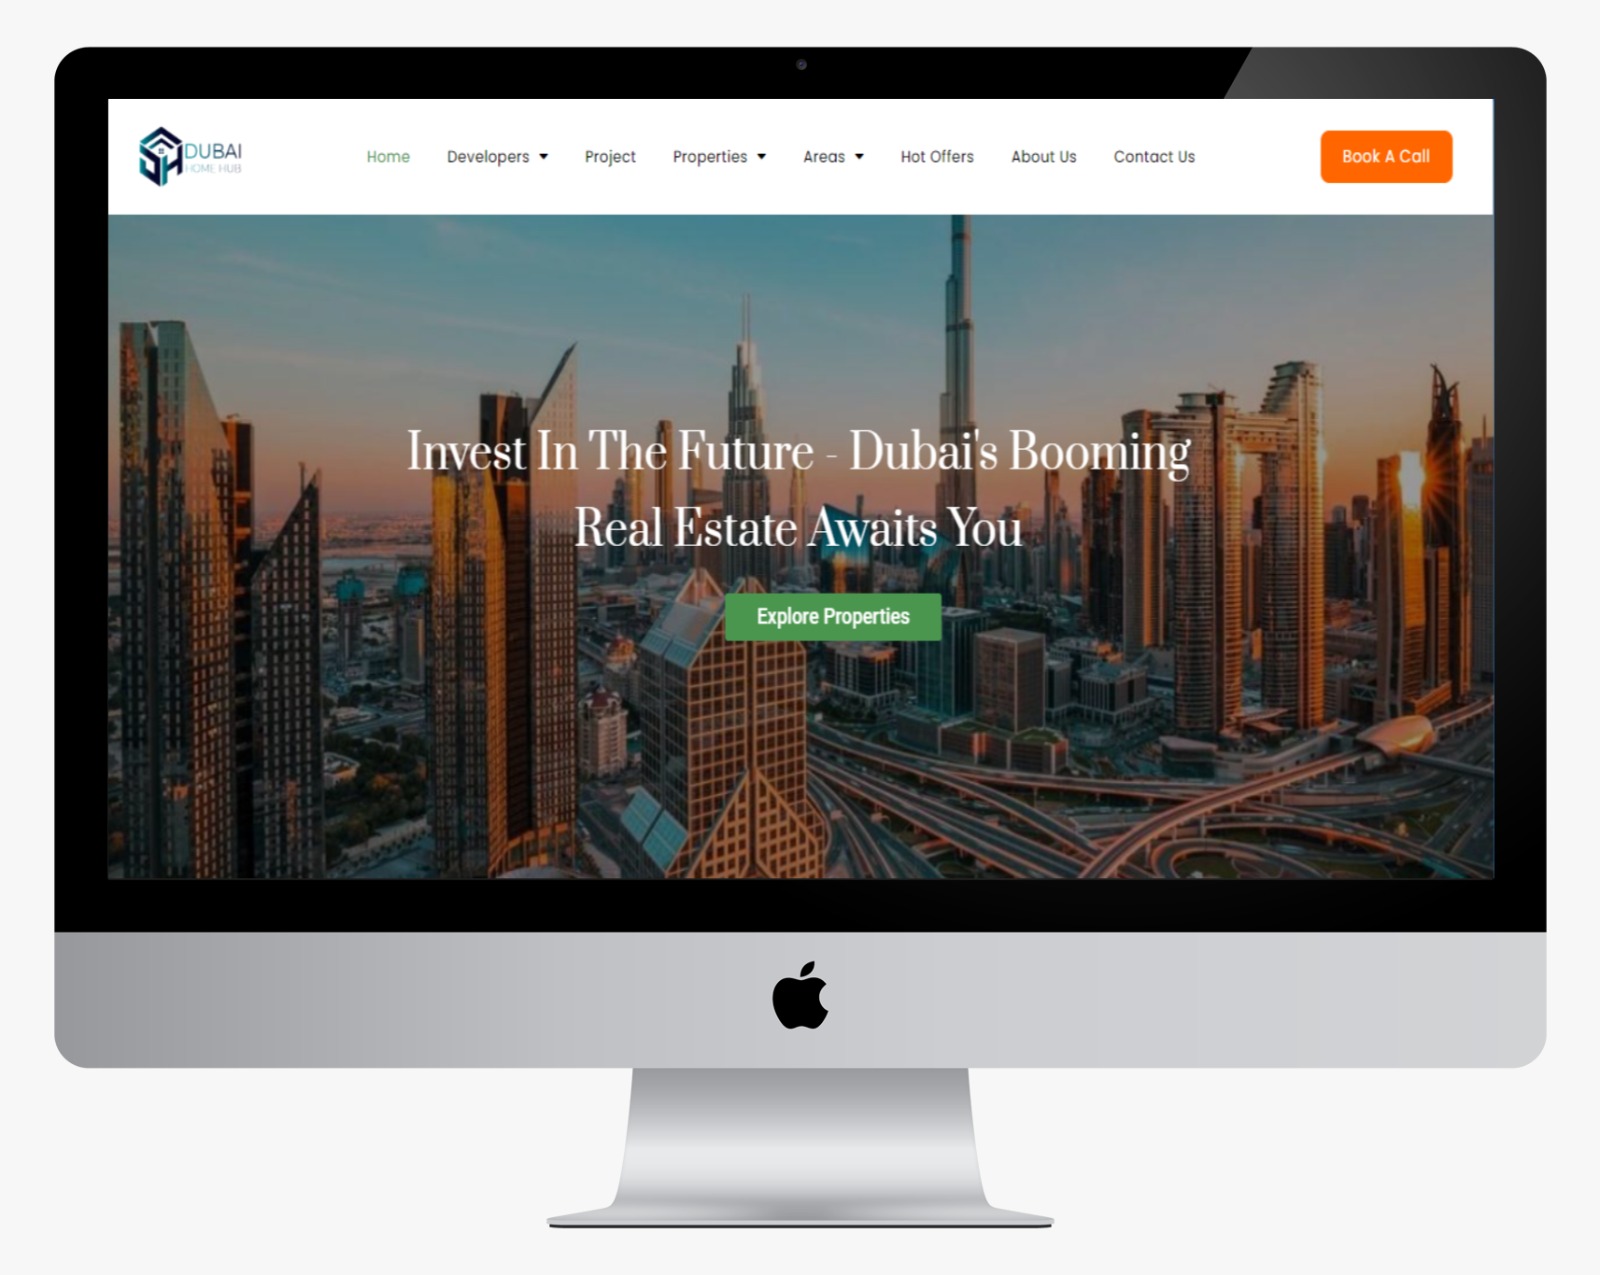 DUBAI
HOME HUB
Home
Developers
Project
Properties
Areas
Hot Offers
About Us
Contact Us
Book A Call
Invest In The Future - Dubai's Booming
Real Estate Awaits You
Explore Properties